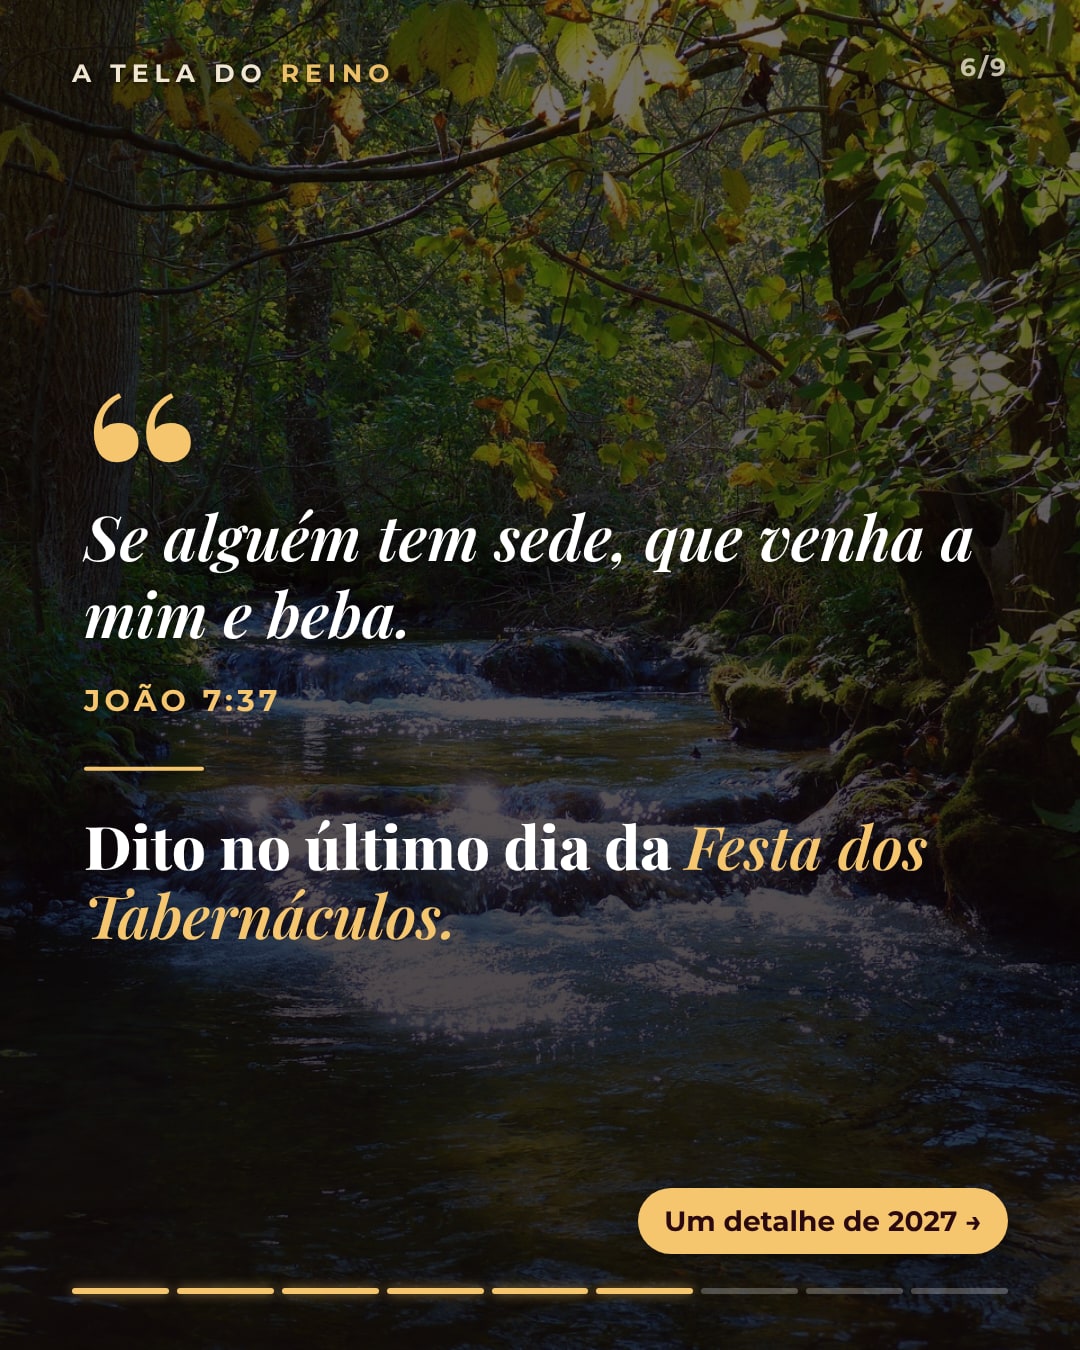 A TELA DO REINO
6/9
“
Se alguém tem sede, que venha a
mim e beba.
JOÃO 7:37
Dito no último dia da Festa dos
Tabernáculos.
Um detalhe de 2027 →